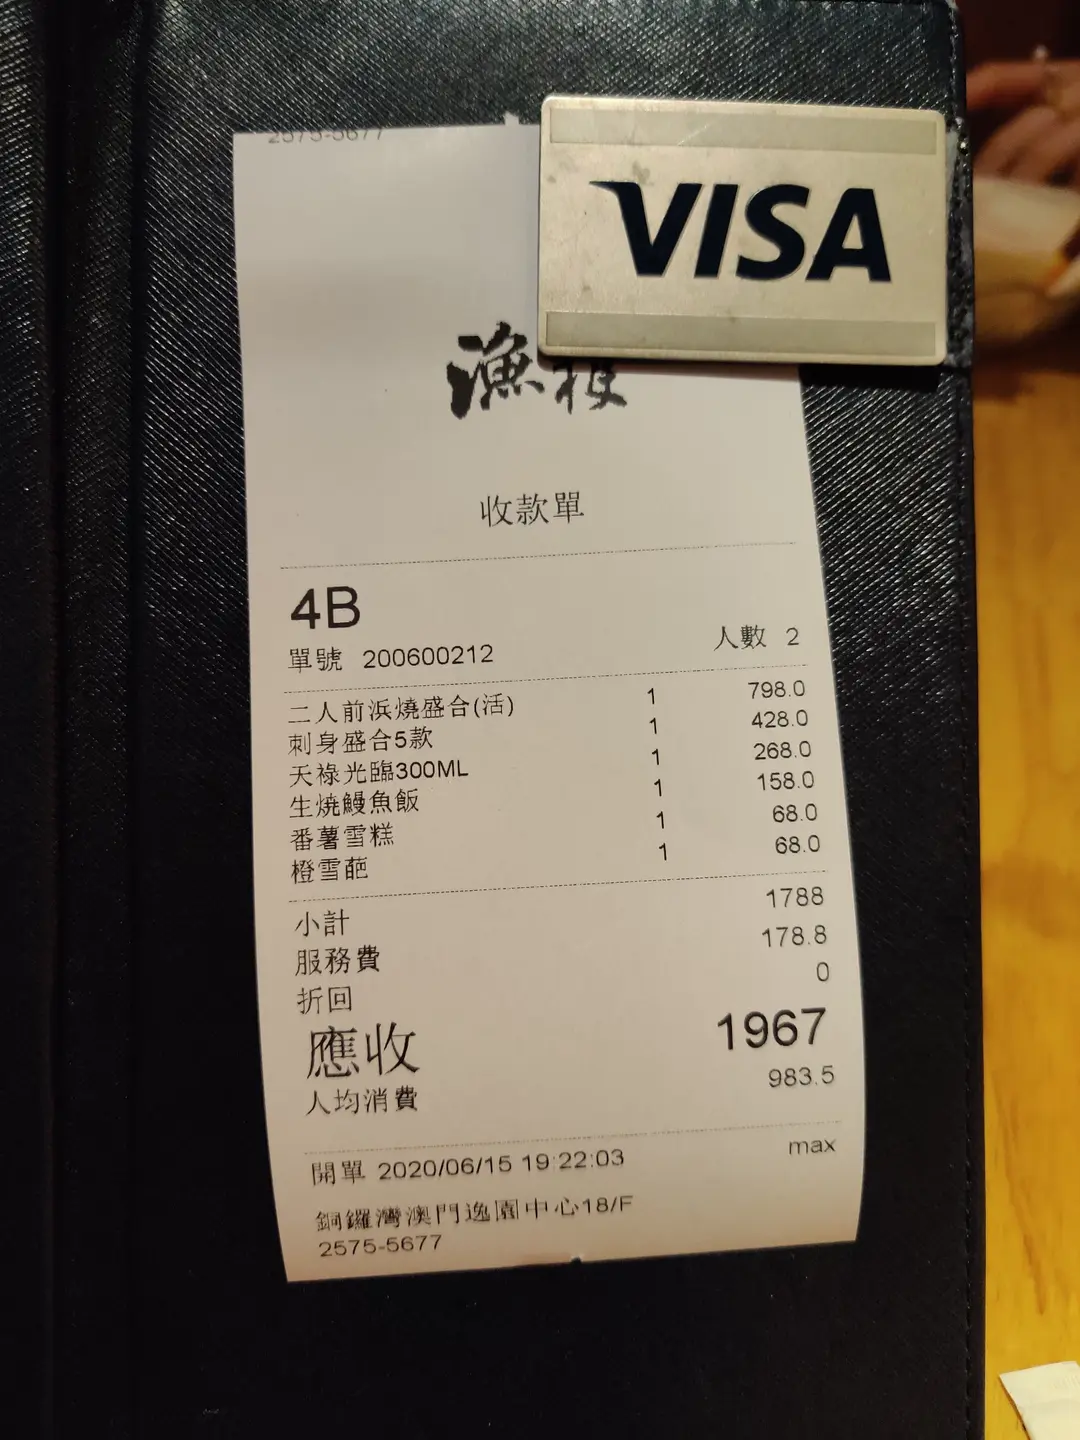 2575-5677
VISA
漁
收款單
4B
單號 200600212 人數 2
二人前浜燒盛合(活) 1 798.0
刺身盛合5款 1 428.0
天祿光臨300ML 1 268.0
生燒鰻魚飯 1 158.0
番薯雪糕 1 68.0
橙雪葩 1 68.0
小計 1788
服務費 178.8
折回 0
應收 1967
人均消費 983.5
開單 2020/06/15 19:22:03 max
銅鑼灣澳門逸園中心18/F
2575-5677